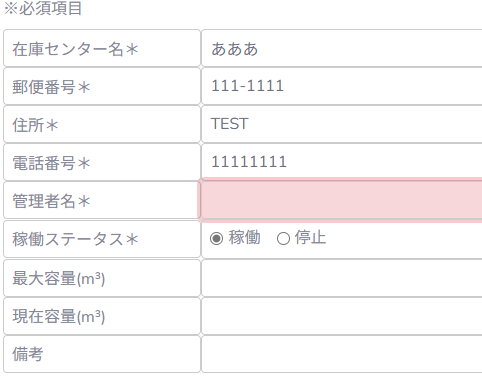 ※必須項目
在庫センター名＊ あああ
郵便番号＊ 111-1111
住所＊ TEST
電話番号＊ 11111111
管理者名＊
稼働ステータス＊ 稼働 停止
最大容量(m³)
現在容量(m³)
備考